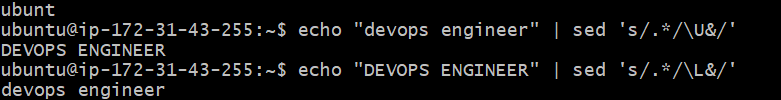 ubunt
ubuntu@ip-172-31-43-255:~$ echo "devops engineer" | sed 's/.*/\U&/'
DEVOPS ENGINEER
ubuntu@ip-172-31-43-255:~$ echo "DEVOPS ENGINEER" | sed 's/.*/\L&/'
devops engineer